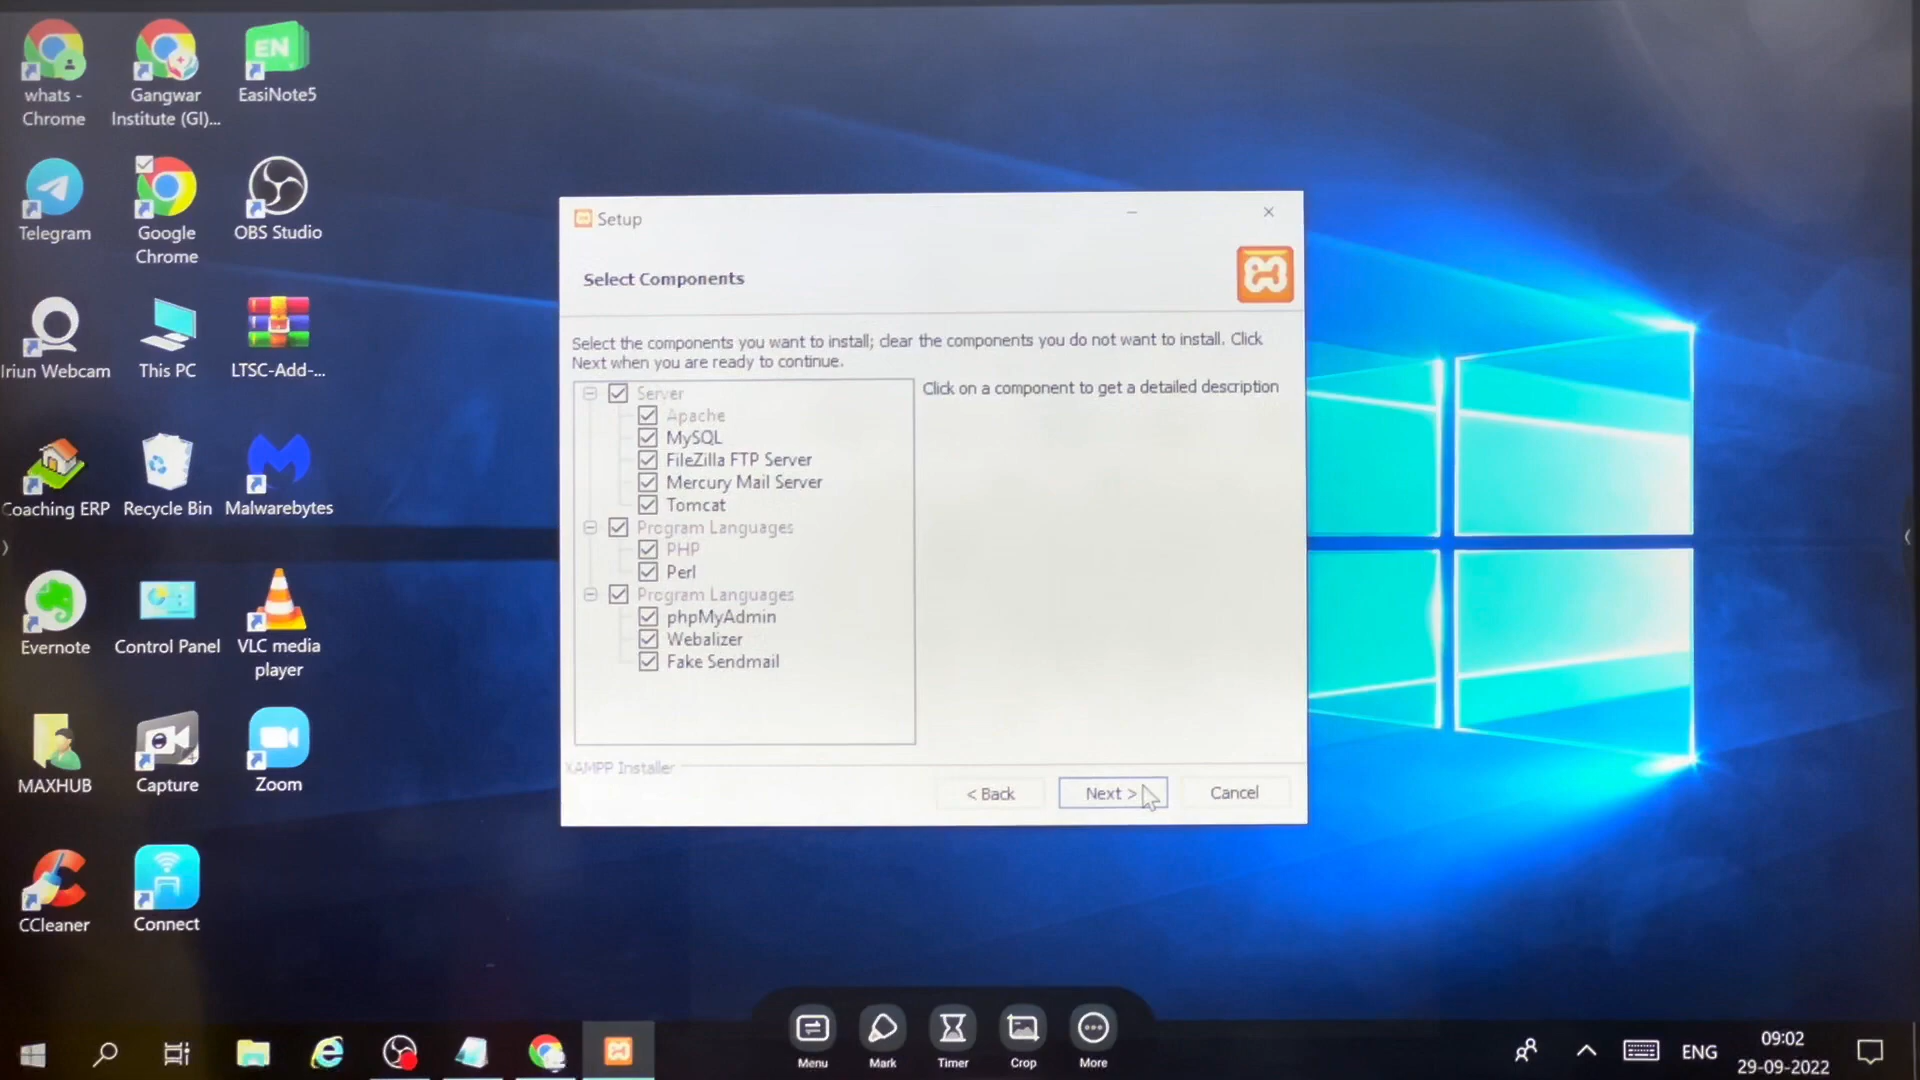 whats -
Chrome
Gangwar
Institute (GI)...
EasiNote5
EN
Telegram
Google
Chrome
OBS Studio
Iriun Webcam
This PC
LTSC-Add-...
Coaching ERP
Recycle Bin
Malwarebytes
Evernote
Control Panel
VLC media
player
MAXHUB
Capture
Zoom
CCleaner
Connect
Setup
Select Components
Select the components you want to install; clear the components you do not want to install. Click
Next when you are ready to continue.
Server
Apache
MySQL
FileZilla FTP Server
Mercury Mail Server
Tomcat
Program Languages
PHP
Perl
Program Languages
phpMyAdmin
Webalizer
Fake Sendmail
Click on a component to get a detailed description
XAMPP Installer
< Back
Next >
Cancel
Menu
Mark
Timer
Crop
More
ENG
09:02
29-09-2022